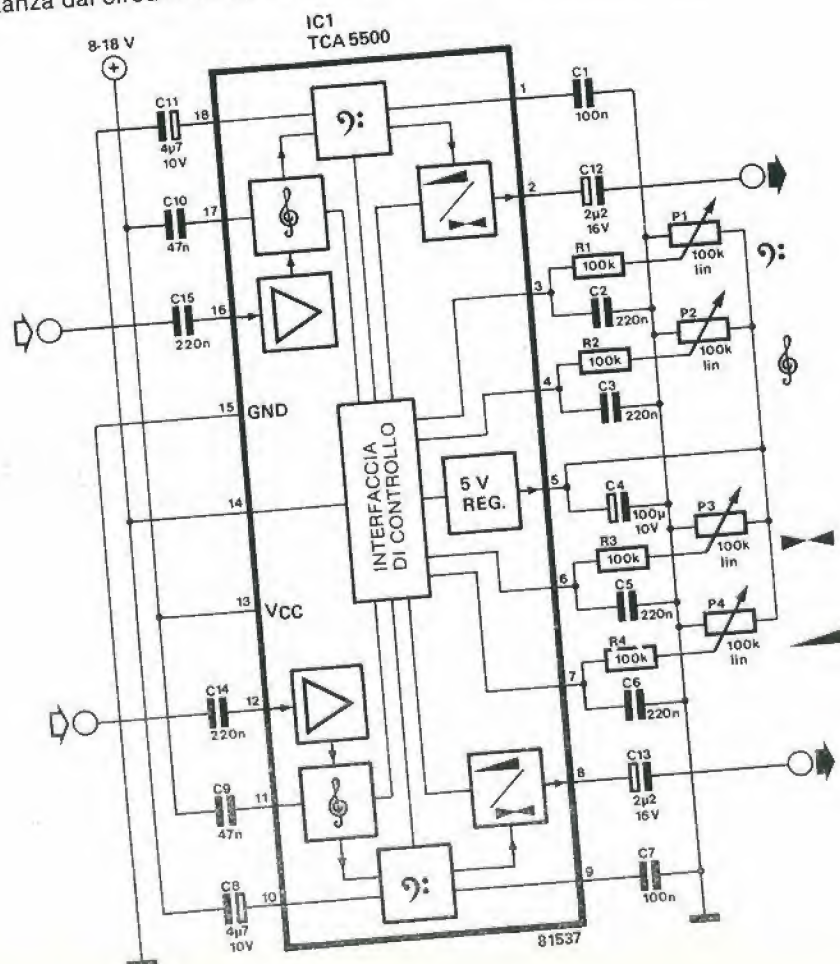 dal
IC1
TCA 5500
8-18 V
+
C11
4µ7
10V
18
1
C1
100n
C10
47n
17
2
C12
2µ2
16V
P1
100k
lin
R1
100k
3
C2
220n
C15
220n
16
P2
100k
lin
R2
100k
4
C3
220n
15
GND
INTERFACCIA
DI CONTROLLO
5 V
REG.
5
C4
100µ
10V
14
P3
100k
lin
R3
100k
6
C5
220n
13
VCC
P4
100k
lin
R4
100k
7
C6
220n
C14
220n
12
8
C13
2µ2
16V
C9
47n
11
C8
4µ7
10V
10
9
C7
100n
81537